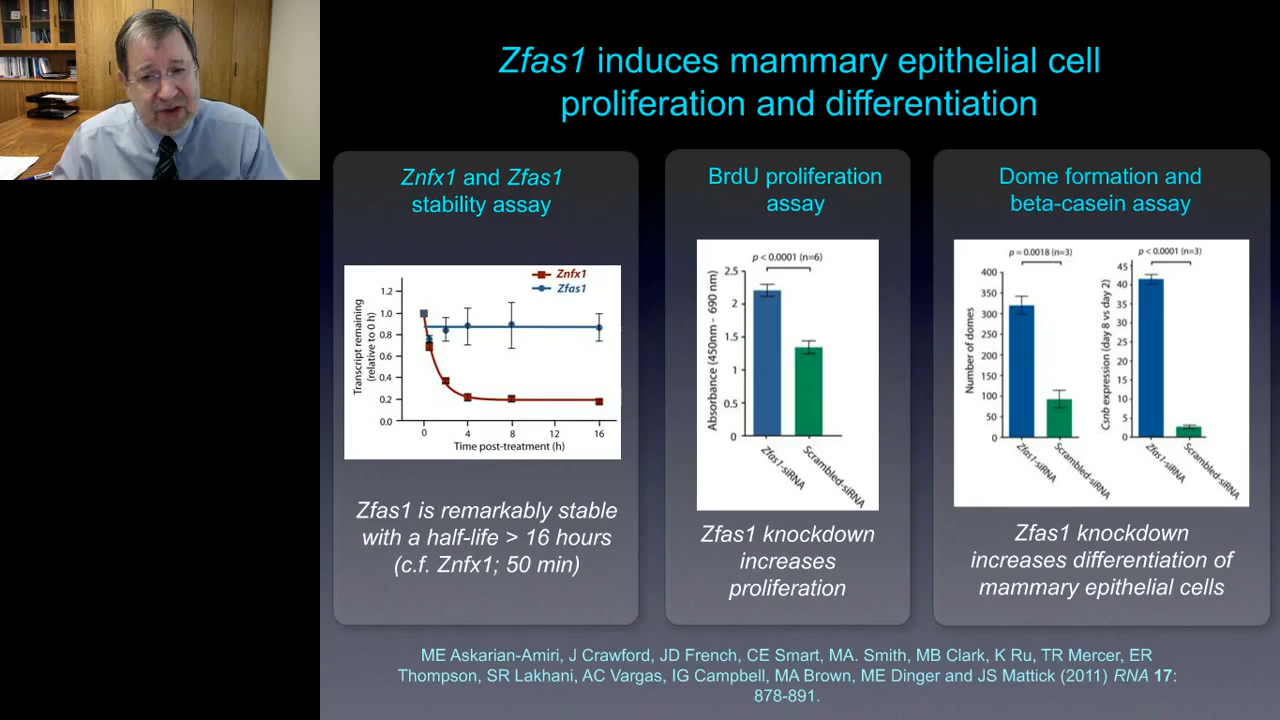 Zfas1 induces mammary epithelial cell
proliferation and differentiation
Znfx1 and Zfas1
stability assay
Znfx1
Zfas1
Transcript remaining
(relative to 0 h)
1.2
1.0
0.8
0.6
0.4
0.2
0.0
0 4 8 12 16
Time post-treatment (h)
Zfas1 is remarkably stable
with a half-life > 16 hours
(c.f. Znfx1; 50 min)
BrdU proliferation
assay
p < 0.0001 (n=6)
Absorbance (450nm - 690 nm)
2.5
2
1.5
1
0.5
0
Zfas1-siRNA
Scrambled-siRNA
Zfas1 knockdown
increases
proliferation
Dome formation and
beta-casein assay
p = 0.0018 (n=3)
Number of domes
400
350
300
250
200
150
100
50
0
Zfas1-siRNA
Scrambled-siRNA
p < 0.0001 (n=3)
Csnb expression (day 8 vs day 2)
45
40
35
30
25
20
15
10
5
0
Zfas1-siRNA
Scrambled-siRNA
Zfas1 knockdown
increases differentiation of
mammary epithelial cells
ME Askarian-Amiri, J Crawford, JD French, CE Smart, MA. Smith, MB Clark, K Ru, TR Mercer, ER
Thompson, SR Lakhani, AC Vargas, IG Campbell, MA Brown, ME Dinger and JS Mattick (2011) RNA 17:
878-891.